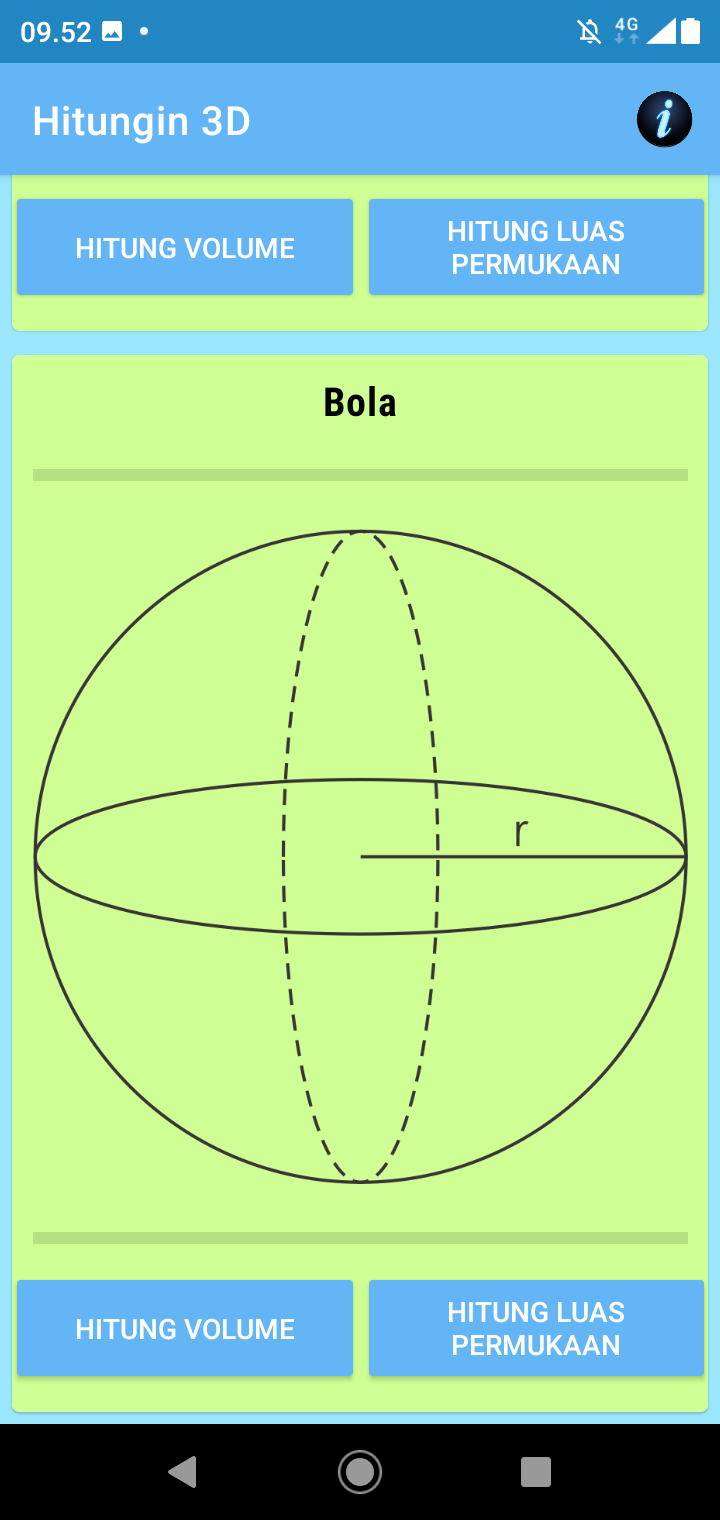 09.52
4G
Hitungin 3D
i
HITUNG VOLUME
HITUNG LUAS
PERMUKAAN
Bola
r
HITUNG VOLUME
HITUNG LUAS
PERMUKAAN